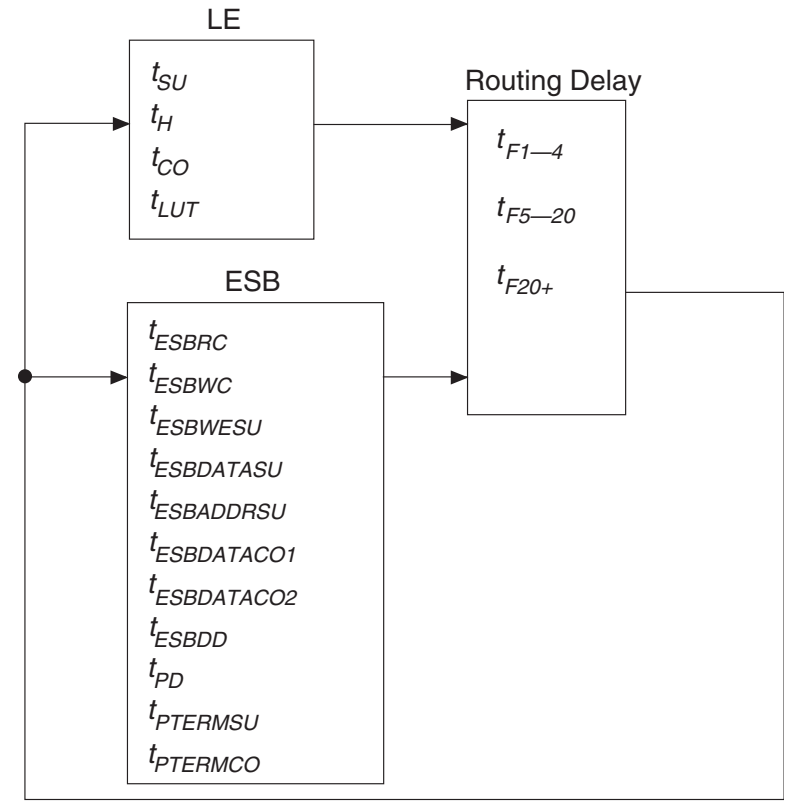 LE
tSU
tH
tCO
tLUT
Routing Delay
tF1—4
tF5—20
tF20+
ESB
tESBRC
tESBWC
tESBWESU
tESBDATASU
tESBADDRSU
tESBDATACO1
tESBDATACO2
tESBDD
tPD
tPTERMSU
tPTERMCO